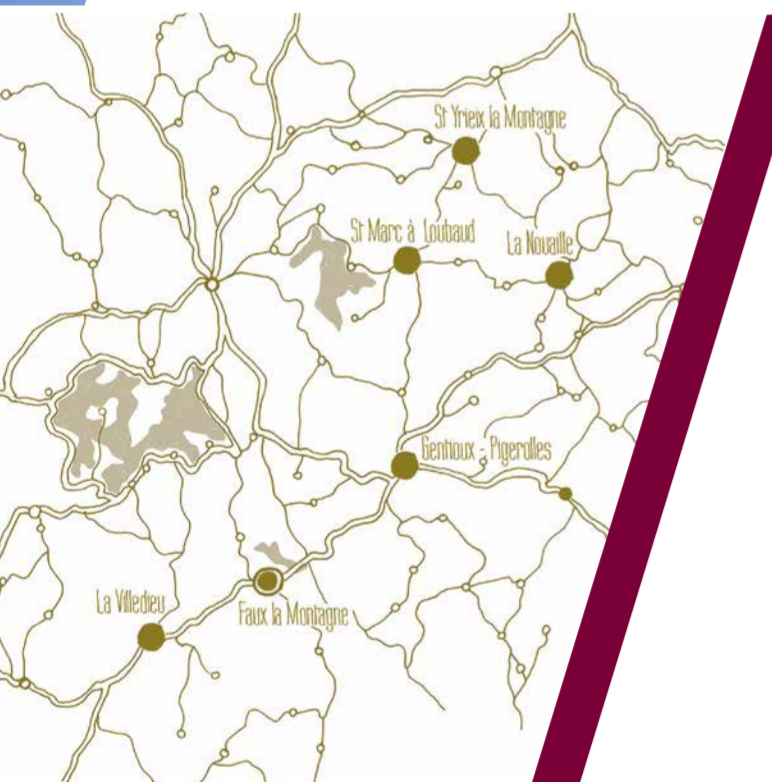 St Yrieix la Montagne
St Marc à Loubaud
La Nouaille
Gentioux - Pigerolles
La Villedieu
Faux la Montagne